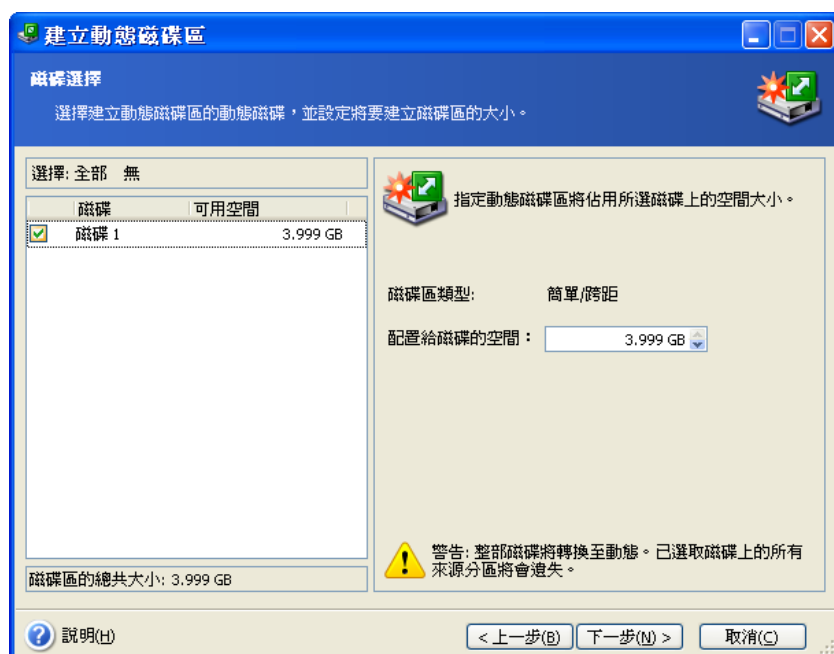 建立動態磁碟區
磁碟選擇
選擇建立動態磁碟區的動態磁碟，並設定將要建立磁碟區的大小。
選擇: 全部 無
磁碟 可用空間
磁碟 1 3.999 GB
磁碟區的總共大小: 3.999 GB
指定動態磁碟區將佔用所選磁碟上的空間大小。
磁碟區類型: 簡單/跨距
配置給磁碟的空間： 3.999 GB
警告: 整部磁碟將轉換至動態。已選取磁碟上的所有
來源分區將會遺失。
說明(H) < 上一步(B) 下一步(N) > 取消(C)